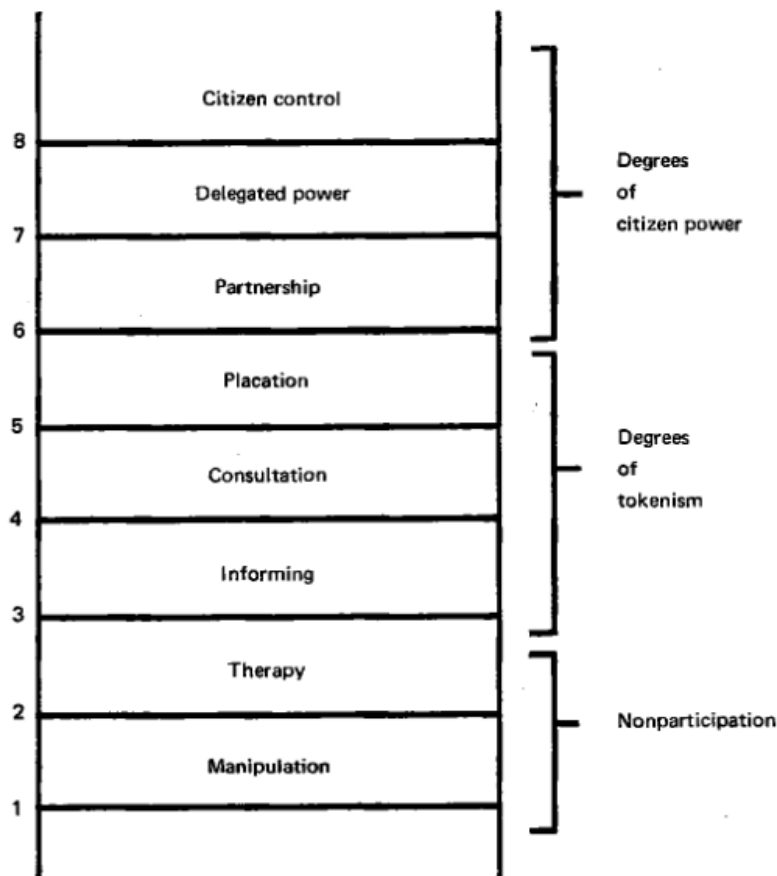 Citizen control
8
Delegated power
7
Partnership
6
Placation
5
Consultation
4
Informing
3
Therapy
2
Manipulation
1
Degrees
of
citizen power
Degrees
of
tokenism
Nonparticipation